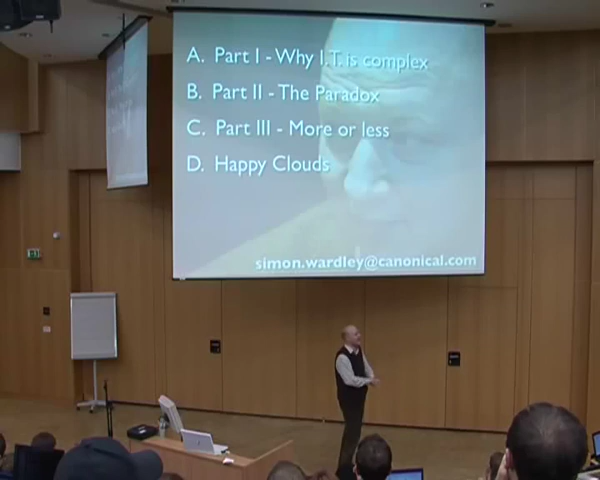 A. Part I - Why I.T. is complex
B. Part II - The Paradox
C. Part III - More or less
D. Happy Clouds
simon.wardley@canonical.com